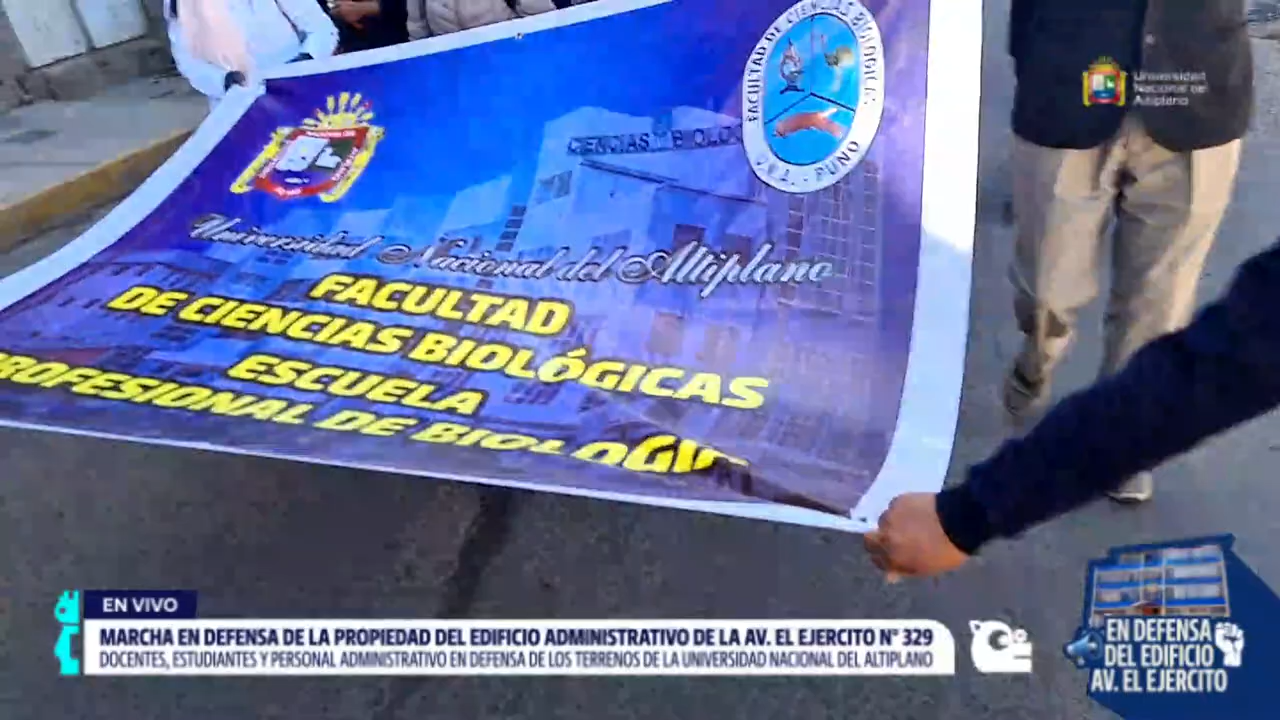 Universidad
Nacional del
Altiplano
FACULTAD DE CIENCIAS BIOLOGICAS
U.N.A. - PUNO
CIENCIAS BIOLO
Universidad Nacional del Altiplano
FACULTAD
DE CIENCIAS BIOLÓGICAS
ESCUELA
PROFESIONAL DE BIOLOGI
EN VIVO
MARCHA EN DEFENSA DE LA PROPIEDAD DEL EDIFICIO ADMINISTRATIVO DE LA AV. EL EJERCITO N° 329
DOCENTES, ESTUDIANTES Y PERSONAL ADMINISTRATIVO EN DEFENSA DE LOS TERRENOS DE LA UNIVERSIDAD NACIONAL DEL ALTIPLANO
EN DEFENSA
DEL EDIFICIO
AV. EL EJERCITO